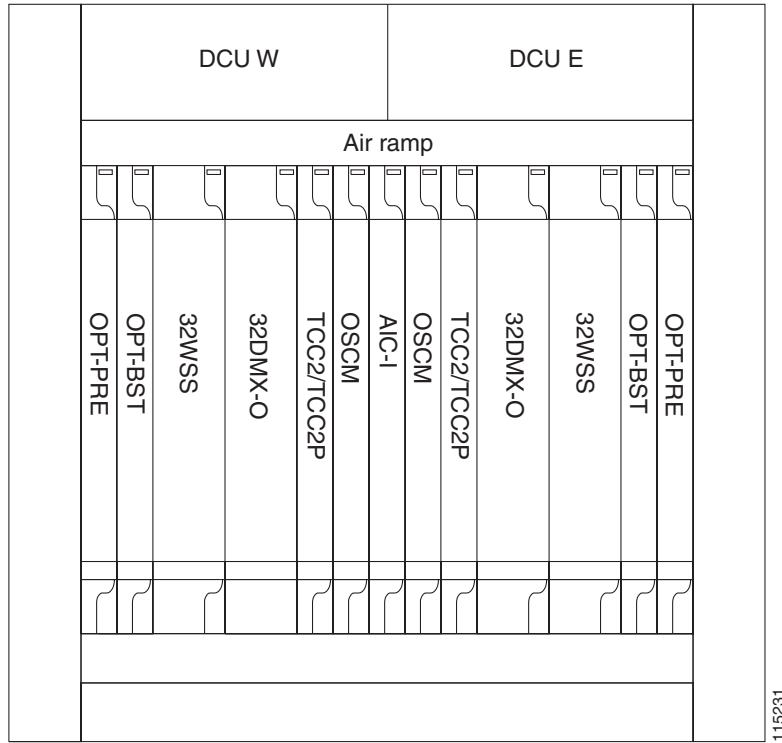 DCU W
DCU E
Air ramp
OPT-PRE
OPT-BST
32WSS
32DMX-O
TCC2/TCC2P
OSCM
AIC-I
OSCM
TCC2/TCC2P
32DMX-O
32WSS
OPT-BST
OPT-PRE
115231